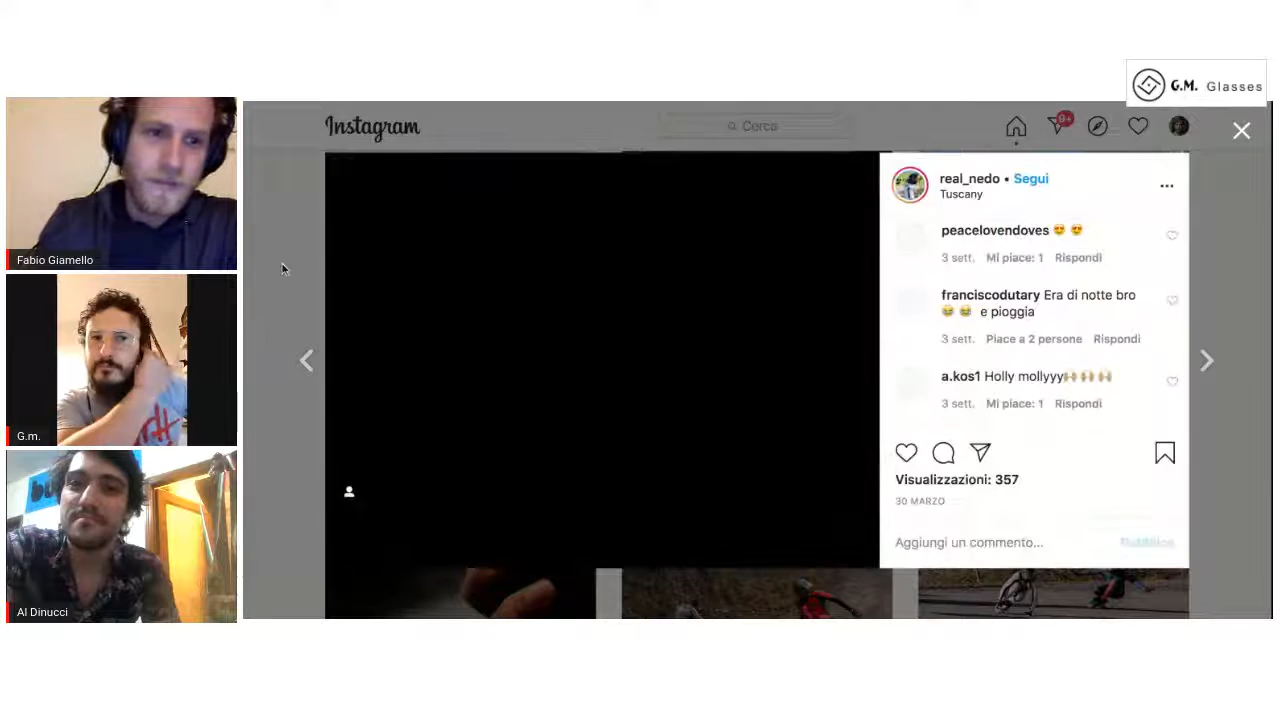 G.M. Glasses
Instagram
Cerca
9+
real_nedo • Segui
Tuscany
peacelovendoves 😍 😍
3 sett. Mi piace: 1 Rispondi
franciscodutary Era di notte bro
😂 😂 e pioggia
3 sett. Piace a 2 persone Rispondi
a.kos1 Holly mollyyy🙌🏼 🙌🏼 🙌🏼
3 sett. Mi piace: 1 Rispondi
Visualizzazioni: 357
30 MARZO
Aggiungi un commento...
Pubblica
Fabio Giamello
G.m.
Al Dinucci